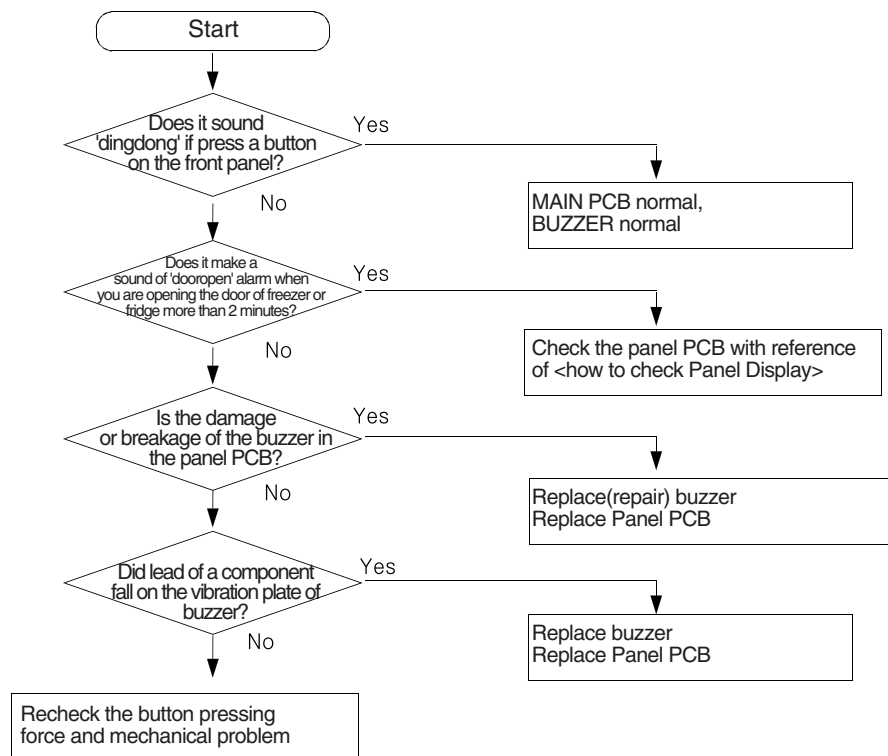 Start
Does it sound
'dingdong' if press a button
on the front panel?
Yes
No
MAIN PCB normal,
BUZZER normal
Does it make a
sound of 'dooropen' alarm when
you are opening the door of freezer or
fridge more than 2 minutes?
Yes
No
Check the panel PCB with reference
of <how to check Panel Display>
Is the damage
or breakage of the buzzer in
the panel PCB?
Yes
No
Replace(repair) buzzer
Replace Panel PCB
Did lead of a component
fall on the vibration plate of
buzzer?
Yes
No
Replace buzzer
Replace Panel PCB
Recheck the button pressing
force and mechanical problem